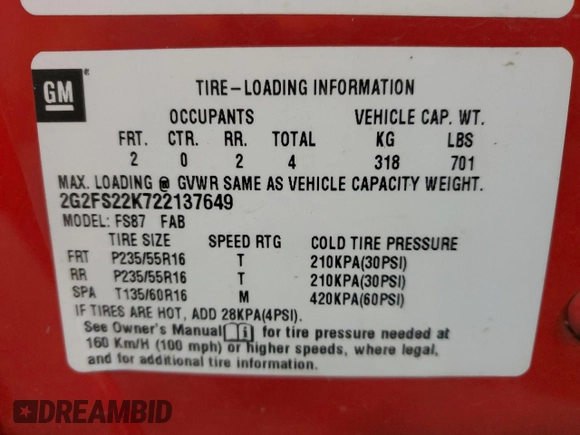 GM ®
TIRE-LOADING INFORMATION
OCCUPANTS VEHICLE CAP. WT.
FRT. CTR. RR. TOTAL KG LBS
2 0 2 4 318 701
MAX. LOADING @ GVWR SAME AS VEHICLE CAPACITY WEIGHT.
2G2FS22K722137649
MODEL: FS87 FAB
TIRE SIZE SPEED RTG COLD TIRE PRESSURE
FRT P235/55R16 T 210KPA(30PSI)
RR P235/55R16 T 210KPA(30PSI)
SPA T135/60R16 M 420KPA(60PSI)
IF TIRES ARE HOT, ADD 28KPA(4PSI).
See Owner's Manual i for tire pressure needed at
160 Km/H (100 mph) or higher speeds, where legal,
and for additional tire information.
DREAMBID